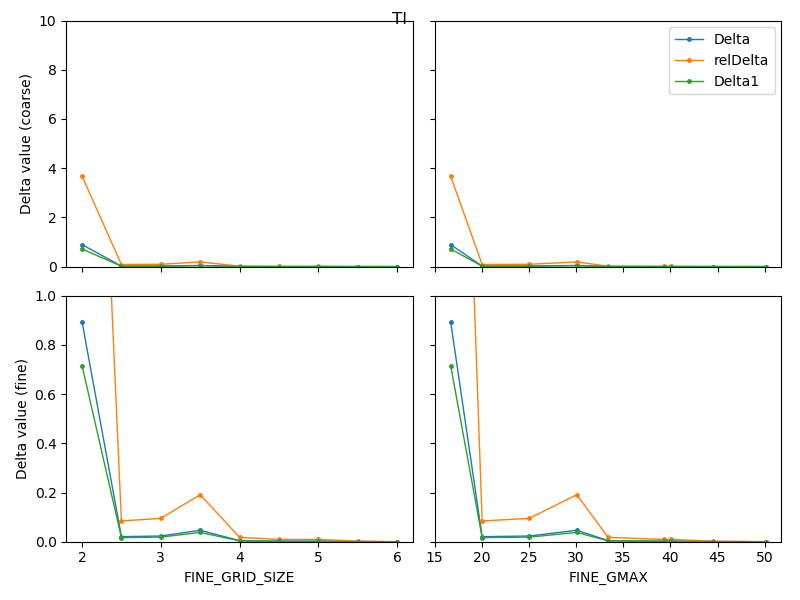 TI
10
8
6
4
2
0
Delta value (coarse)
Delta
relDelta
Delta1
1.0
0.8
0.6
0.4
0.2
0.0
Delta value (fine)
2 3 4 5 6
FINE_GRID_SIZE
15 20 25 30 35 40 45 50
FINE_GMAX